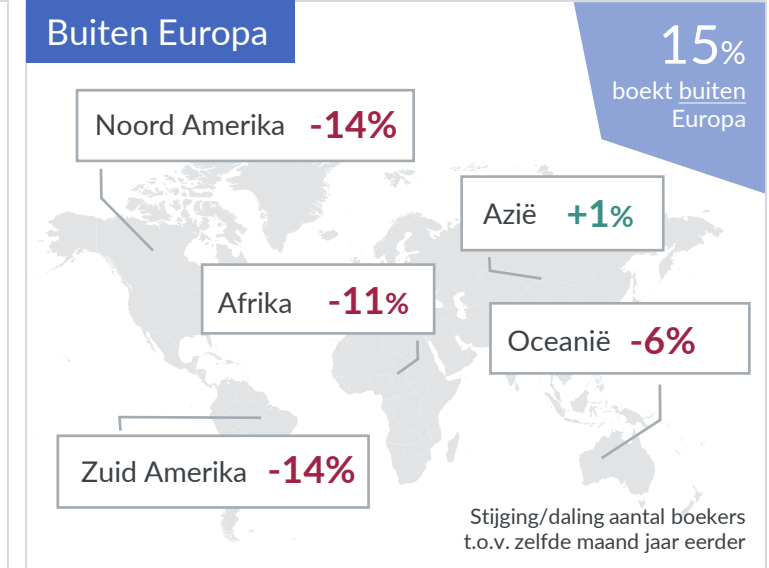 Buiten Europa
15%
boekt buiten
Europa
Noord Amerika -14%
Azië +1%
Afrika -11%
Oceanië -6%
Zuid Amerika -14%
Stijging/daling aantal boekers
t.o.v. zelfde maand jaar eerder